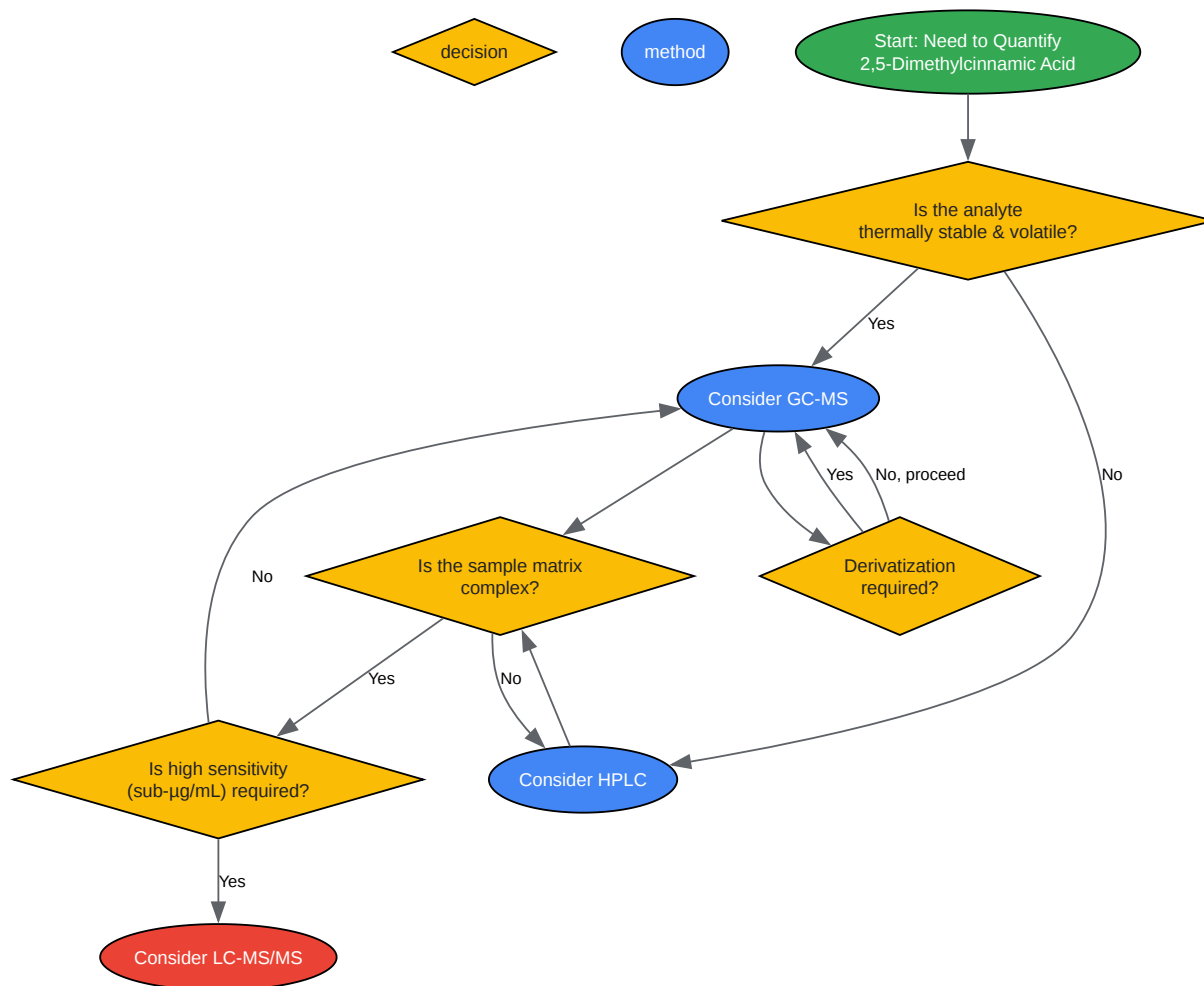 decision
method
Start: Need to Quantify
2,5-Dimethylcinnamic Acid
Is the analyte
thermally stable & volatile?
Yes
Consider GC-MS
Yes
No, proceed
No
Is the sample matrix
complex?
Derivatization
required?
No
Yes
No
Is high sensitivity
(sub-µg/mL) required?
Consider HPLC
Yes
Consider LC-MS/MS